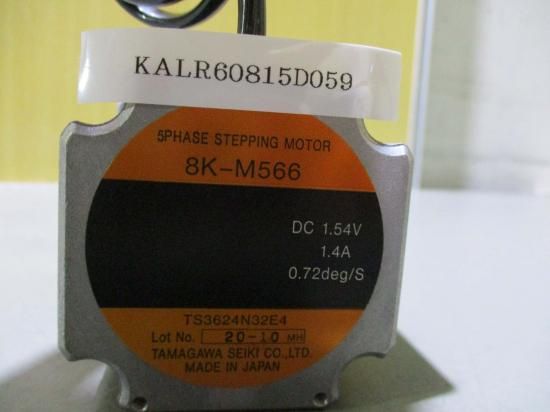 KALR60815D059
5PHASE STEPPING MOTOR
8K-M566
DC 1.54V
1.4A
0.72deg/S
TS3624N32E4
Lot No. 20-10 MH
TAMAGAWA SEIKI CO.,LTD.
MADE IN JAPAN